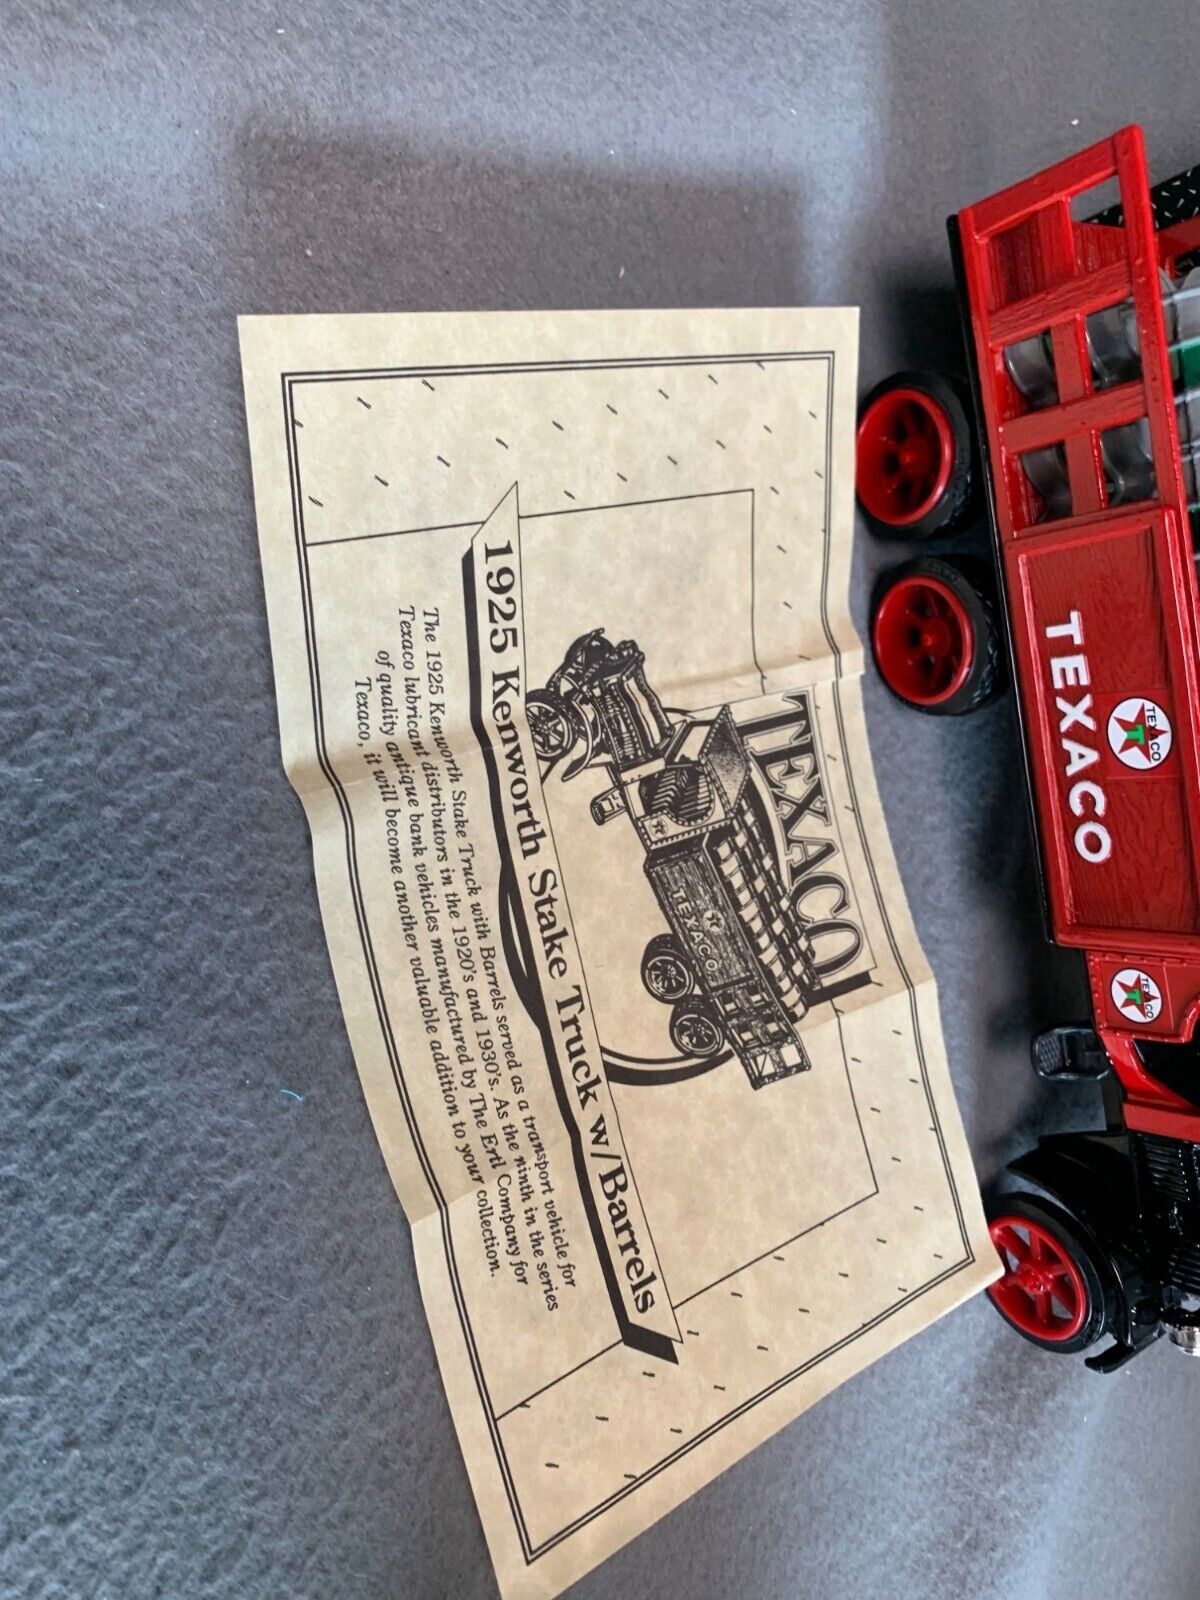 TEXACO
TEXACO
1925 Kenworth Stake Truck w/Barrels
The 1925 Kenworth Stake Truck with Barrels served as a transport vehicle for
Texaco lubricant distributors in the 1920's and 1930's. As the ninth in the series
of quality antique bank vehicles manufactured by The Ertl Company for
Texaco, it will become another valuable addition to your collection.
TEXACO
T
TEXACO
TEXACO
T